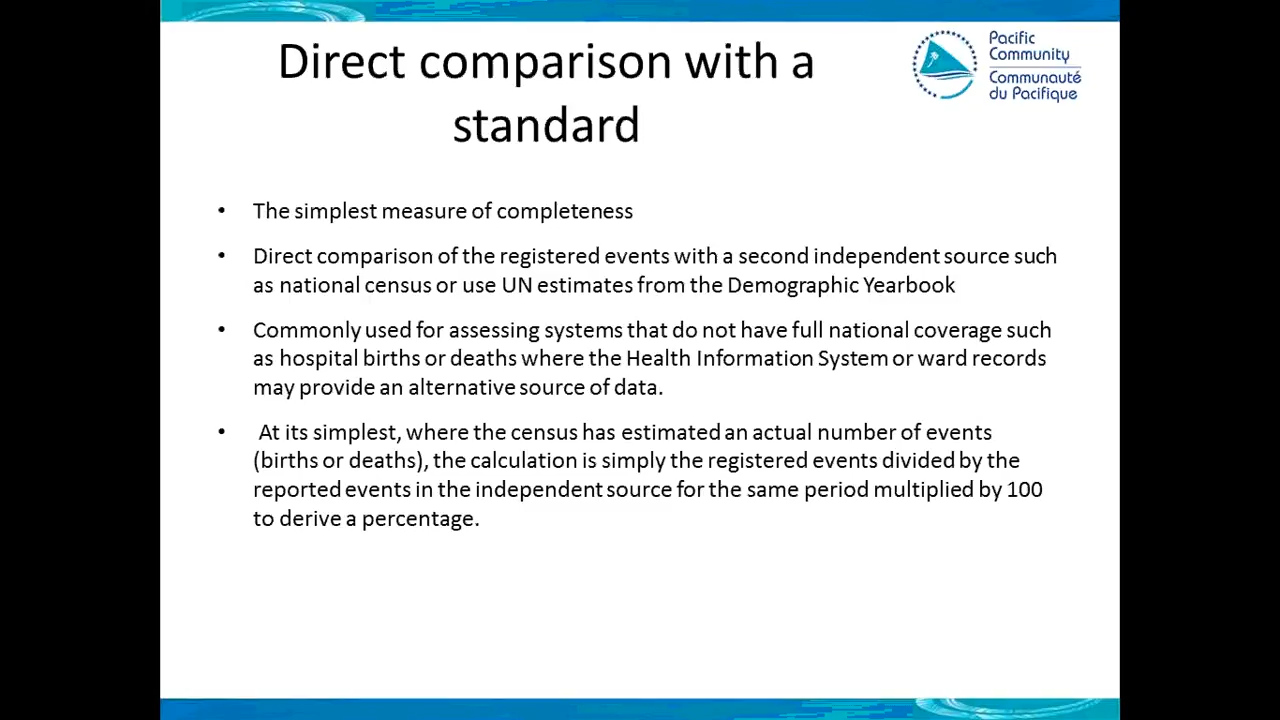 Direct comparison with a
standard
Pacific
Community
Communauté
du Pacifique
• The simplest measure of completeness
• Direct comparison of the registered events with a second independent source such
as national census or use UN estimates from the Demographic Yearbook
• Commonly used for assessing systems that do not have full national coverage such
as hospital births or deaths where the Health Information System or ward records
may provide an alternative source of data.
• At its simplest, where the census has estimated an actual number of events
(births or deaths), the calculation is simply the registered events divided by the
reported events in the independent source for the same period multiplied by 100
to derive a percentage.